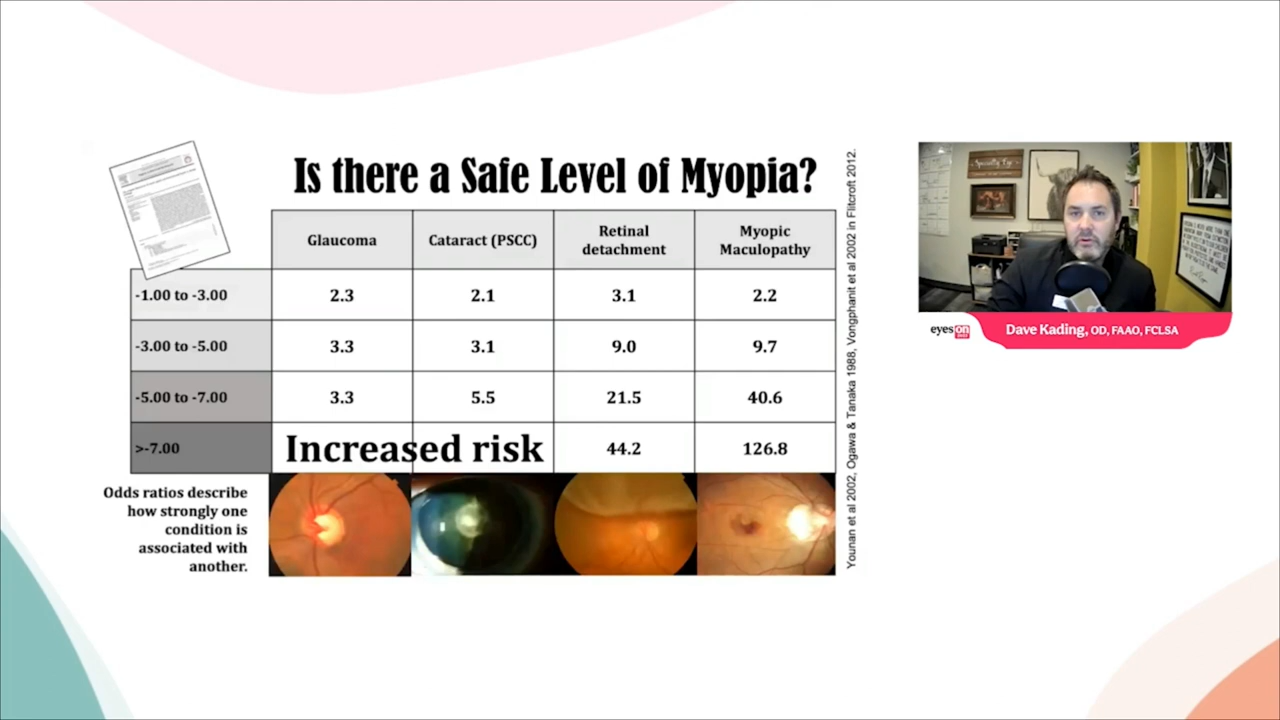 Is there a Safe Level of Myopia?
Glaucoma
Cataract (PSCC)
Retinal
detachment
Myopic
Maculopathy
-1.00 to -3.00
2.3
2.1
3.1
2.2
-3.00 to -5.00
3.3
3.1
9.0
9.7
-5.00 to -7.00
3.3
5.5
21.5
40.6
>-7.00
Increased risk
44.2
126.8
Odds ratios describe
how strongly one
condition is
associated with
another.
Younan et al 2002, Ogawa & Tanaka 1988, Vongphanit et al 2002 in Flitcroft 2012.
Specialty Eye
eyes on
Dave Kading, OD, FAAO, FCLSA